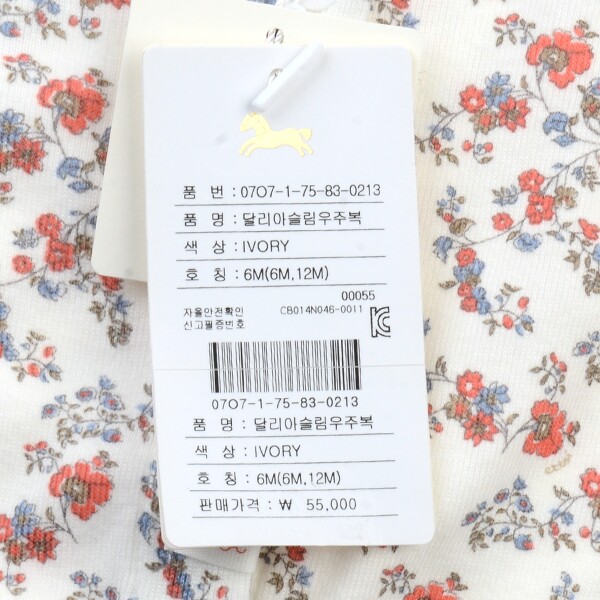 품 번 : 0707-1-75-83-0213
품 명 : 달리아슬림우주복
색 상 : IVORY
호 칭 : 6M(6M,12M)
00055
자율안전확인 CB014N046-0011
신고필증번호
0707-1-75-83-0213
품 명 : 달리아슬림우주복
색 상 : IVORY
호 칭 : 6M(6M,12M)
판매가격 : ₩ 55,000